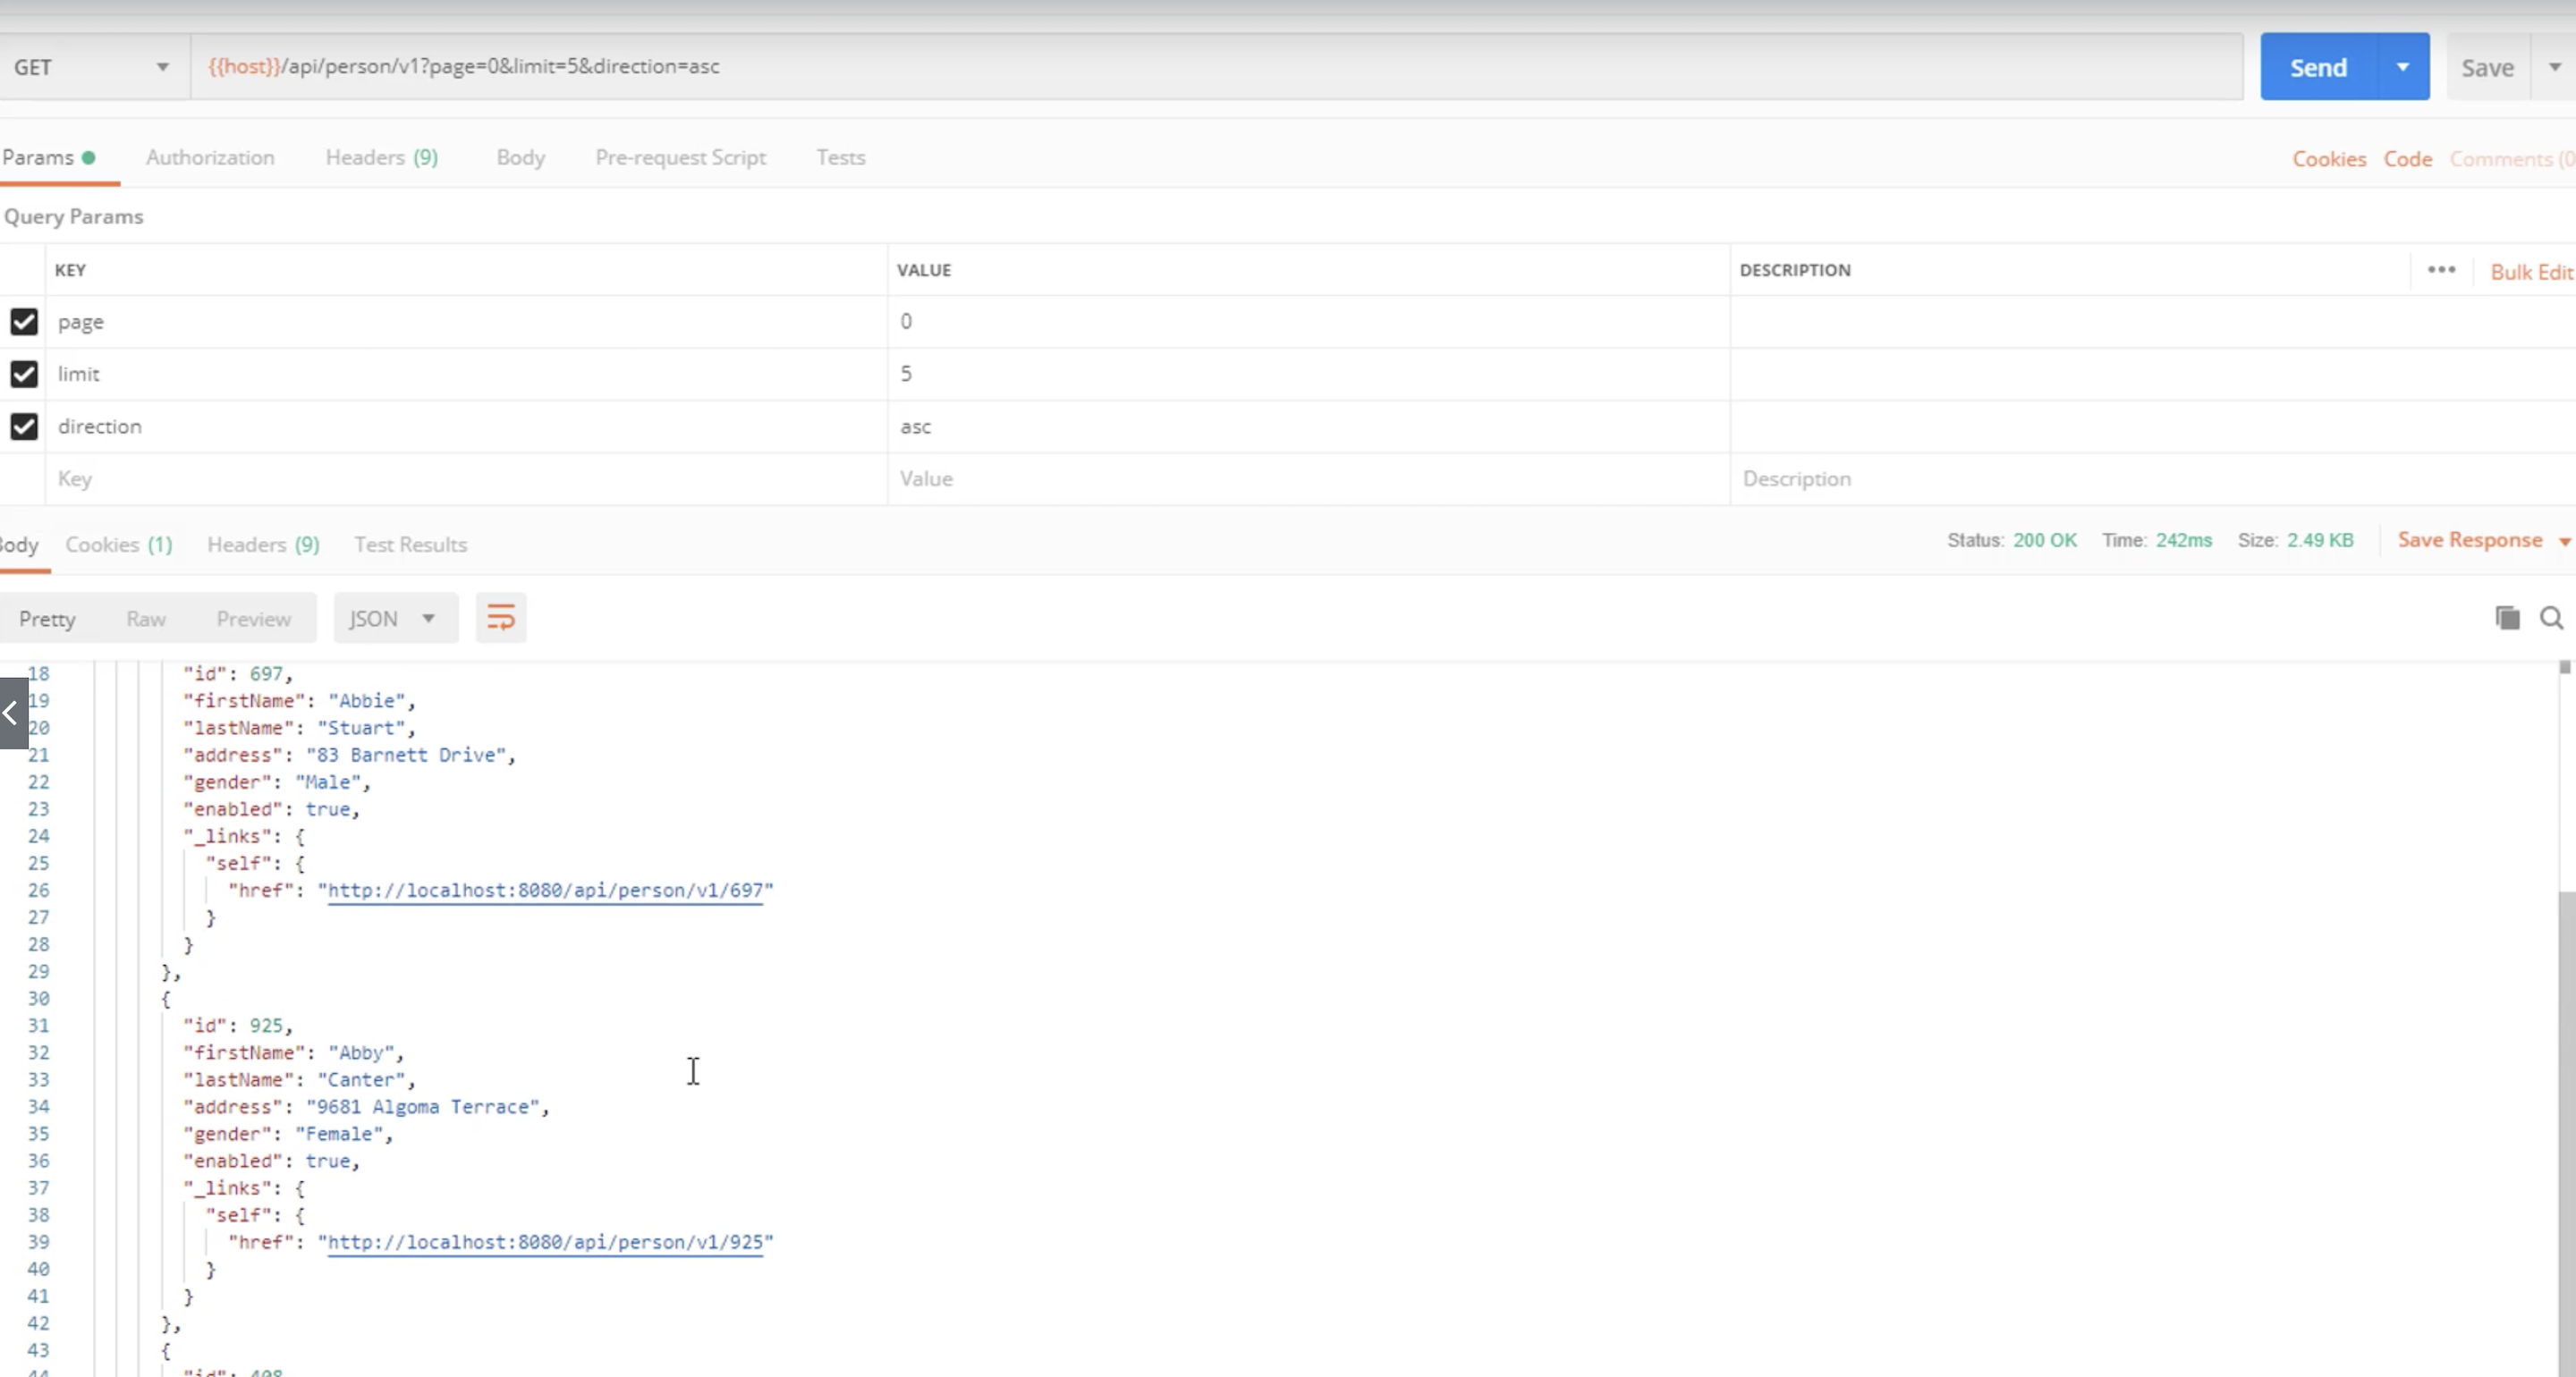 GET {{host}}/api/person/v1?page=0&limit=5&direction=asc Send Save
Params Authorization Headers (9) Body Pre-request Script Tests Cookies Code Comments (0
Query Params
KEY VALUE DESCRIPTION ••• Bulk Edit
page 0
limit 5
direction asc
Key Value Description
Body Cookies (1) Headers (9) Test Results Status: 200 OK Time: 242ms Size: 2.49 KB Save Response
Pretty Raw Preview JSON
18 "id": 697,
19 "firstName": "Abbie",
20 "lastName": "Stuart",
21 "address": "83 Barnett Drive",
22 "gender": "Male",
23 "enabled": true,
24 "_links": {
25 "self": {
26 "href": "http://localhost:8080/api/person/v1/697"
27 }
28 }
29 },
30 {
31 "id": 925,
32 "firstName": "Abby",
33 "lastName": "Canter",
34 "address": "9681 Algoma Terrace",
35 "gender": "Female",
36 "enabled": true,
37 "_links": {
38 "self": {
39 "href": "http://localhost:8080/api/person/v1/925"
40 }
41 }
42 },
43 {
44 "id": 408